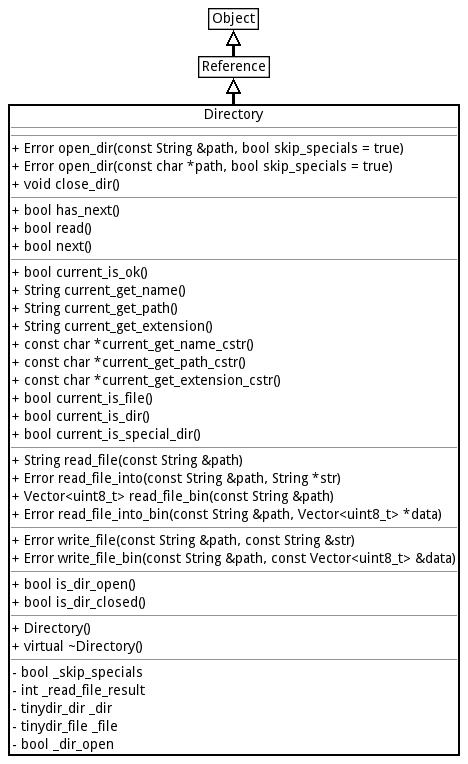 Object
Reference
Directory
+ Error open_dir(const String &path, bool skip_specials = true)
+ Error open_dir(const char *path, bool skip_specials = true)
+ void close_dir()
+ bool has_next()
+ bool read()
+ bool next()
+ bool current_is_ok()
+ String current_get_name()
+ String current_get_path()
+ String current_get_extension()
+ const char *current_get_name_cstr()
+ const char *current_get_path_cstr()
+ const char *current_get_extension_cstr()
+ bool current_is_file()
+ bool current_is_dir()
+ bool current_is_special_dir()
+ String read_file(const String &path)
+ Error read_file_into(const String &path, String *str)
+ Vector<uint8_t> read_file_bin(const String &path)
+ Error read_file_into_bin(const String &path, Vector<uint8_t> *data)
+ Error write_file(const String &path, const String &str)
+ Error write_file_bin(const String &path, const Vector<uint8_t> &data)
+ bool is_dir_open()
+ bool is_dir_closed()
+ Directory()
+ virtual ~Directory()
- bool _skip_specials
- int _read_file_result
- tinydir_dir _dir
- tinydir_file _file
- bool _dir_open